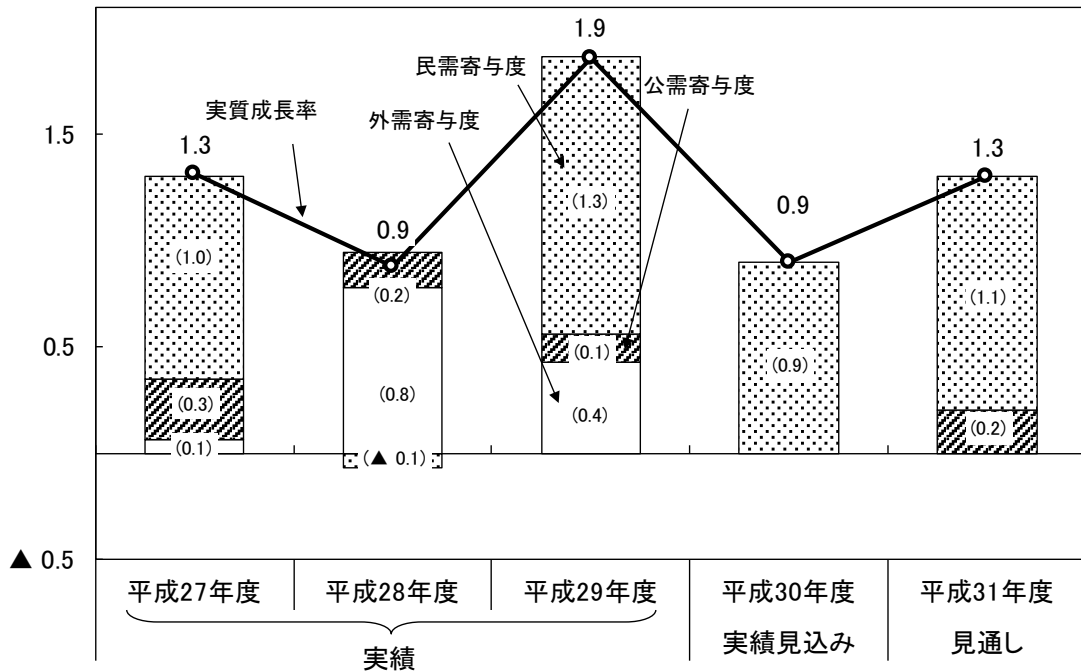 1.9
民需寄与度
公需寄与度
実質成長率
外需寄与度
1.5
1.3
1.3
0.9
0.9
(1.3)
(1.0)
(0.2)
(1.1)
0.5
(0.1)
(0.9)
(0.8)
(0.3)
(0.4)
(0.2)
(0.1)
(▲ 0.1)
▲ 0.5
平成27年度
平成28年度
平成29年度
平成30年度
平成31年度
実績
実績見込み
見通し